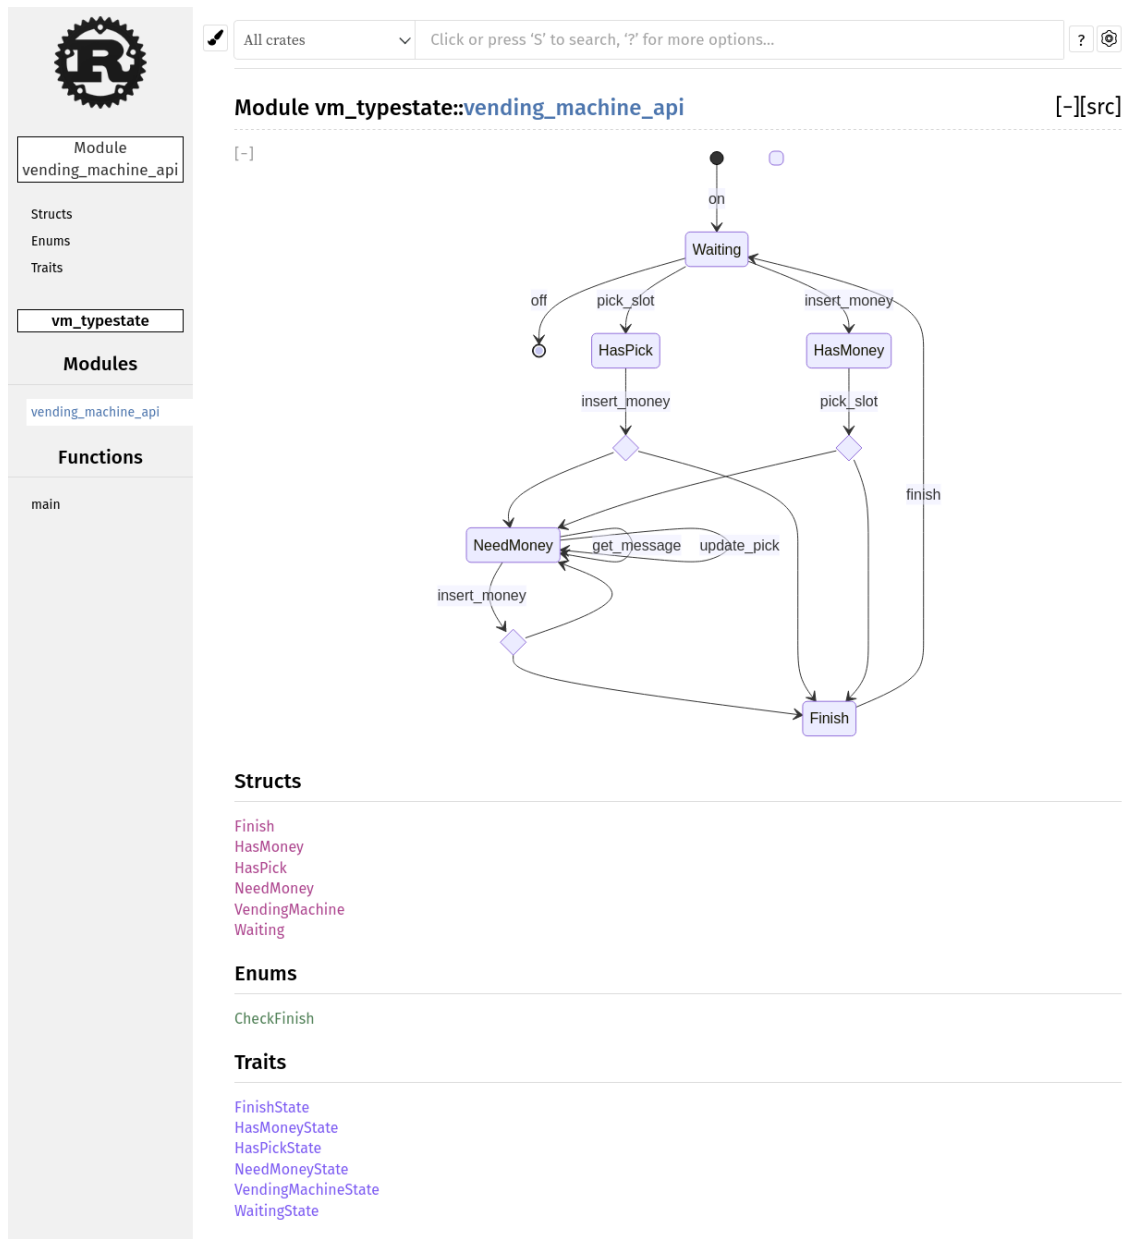 Module
vending_machine_api
Structs
Enums
Traits
vm_typestate
Modules
vending_machine_api
Functions
main
All crates
Click or press ‘S’ to search, ‘?’ for more options…
?
Module vm_typestate::vending_machine_api
[-][src]
[-]
on
Waiting
off
pick_slot
insert_money
HasPick
HasMoney
insert_money
pick_slot
finish
NeedMoney
get_message
update_pick
insert_money
Finish
Structs
Finish
HasMoney
HasPick
NeedMoney
VendingMachine
Waiting
Enums
CheckFinish
Traits
FinishState
HasMoneyState
HasPickState
NeedMoneyState
VendingMachineState
WaitingState